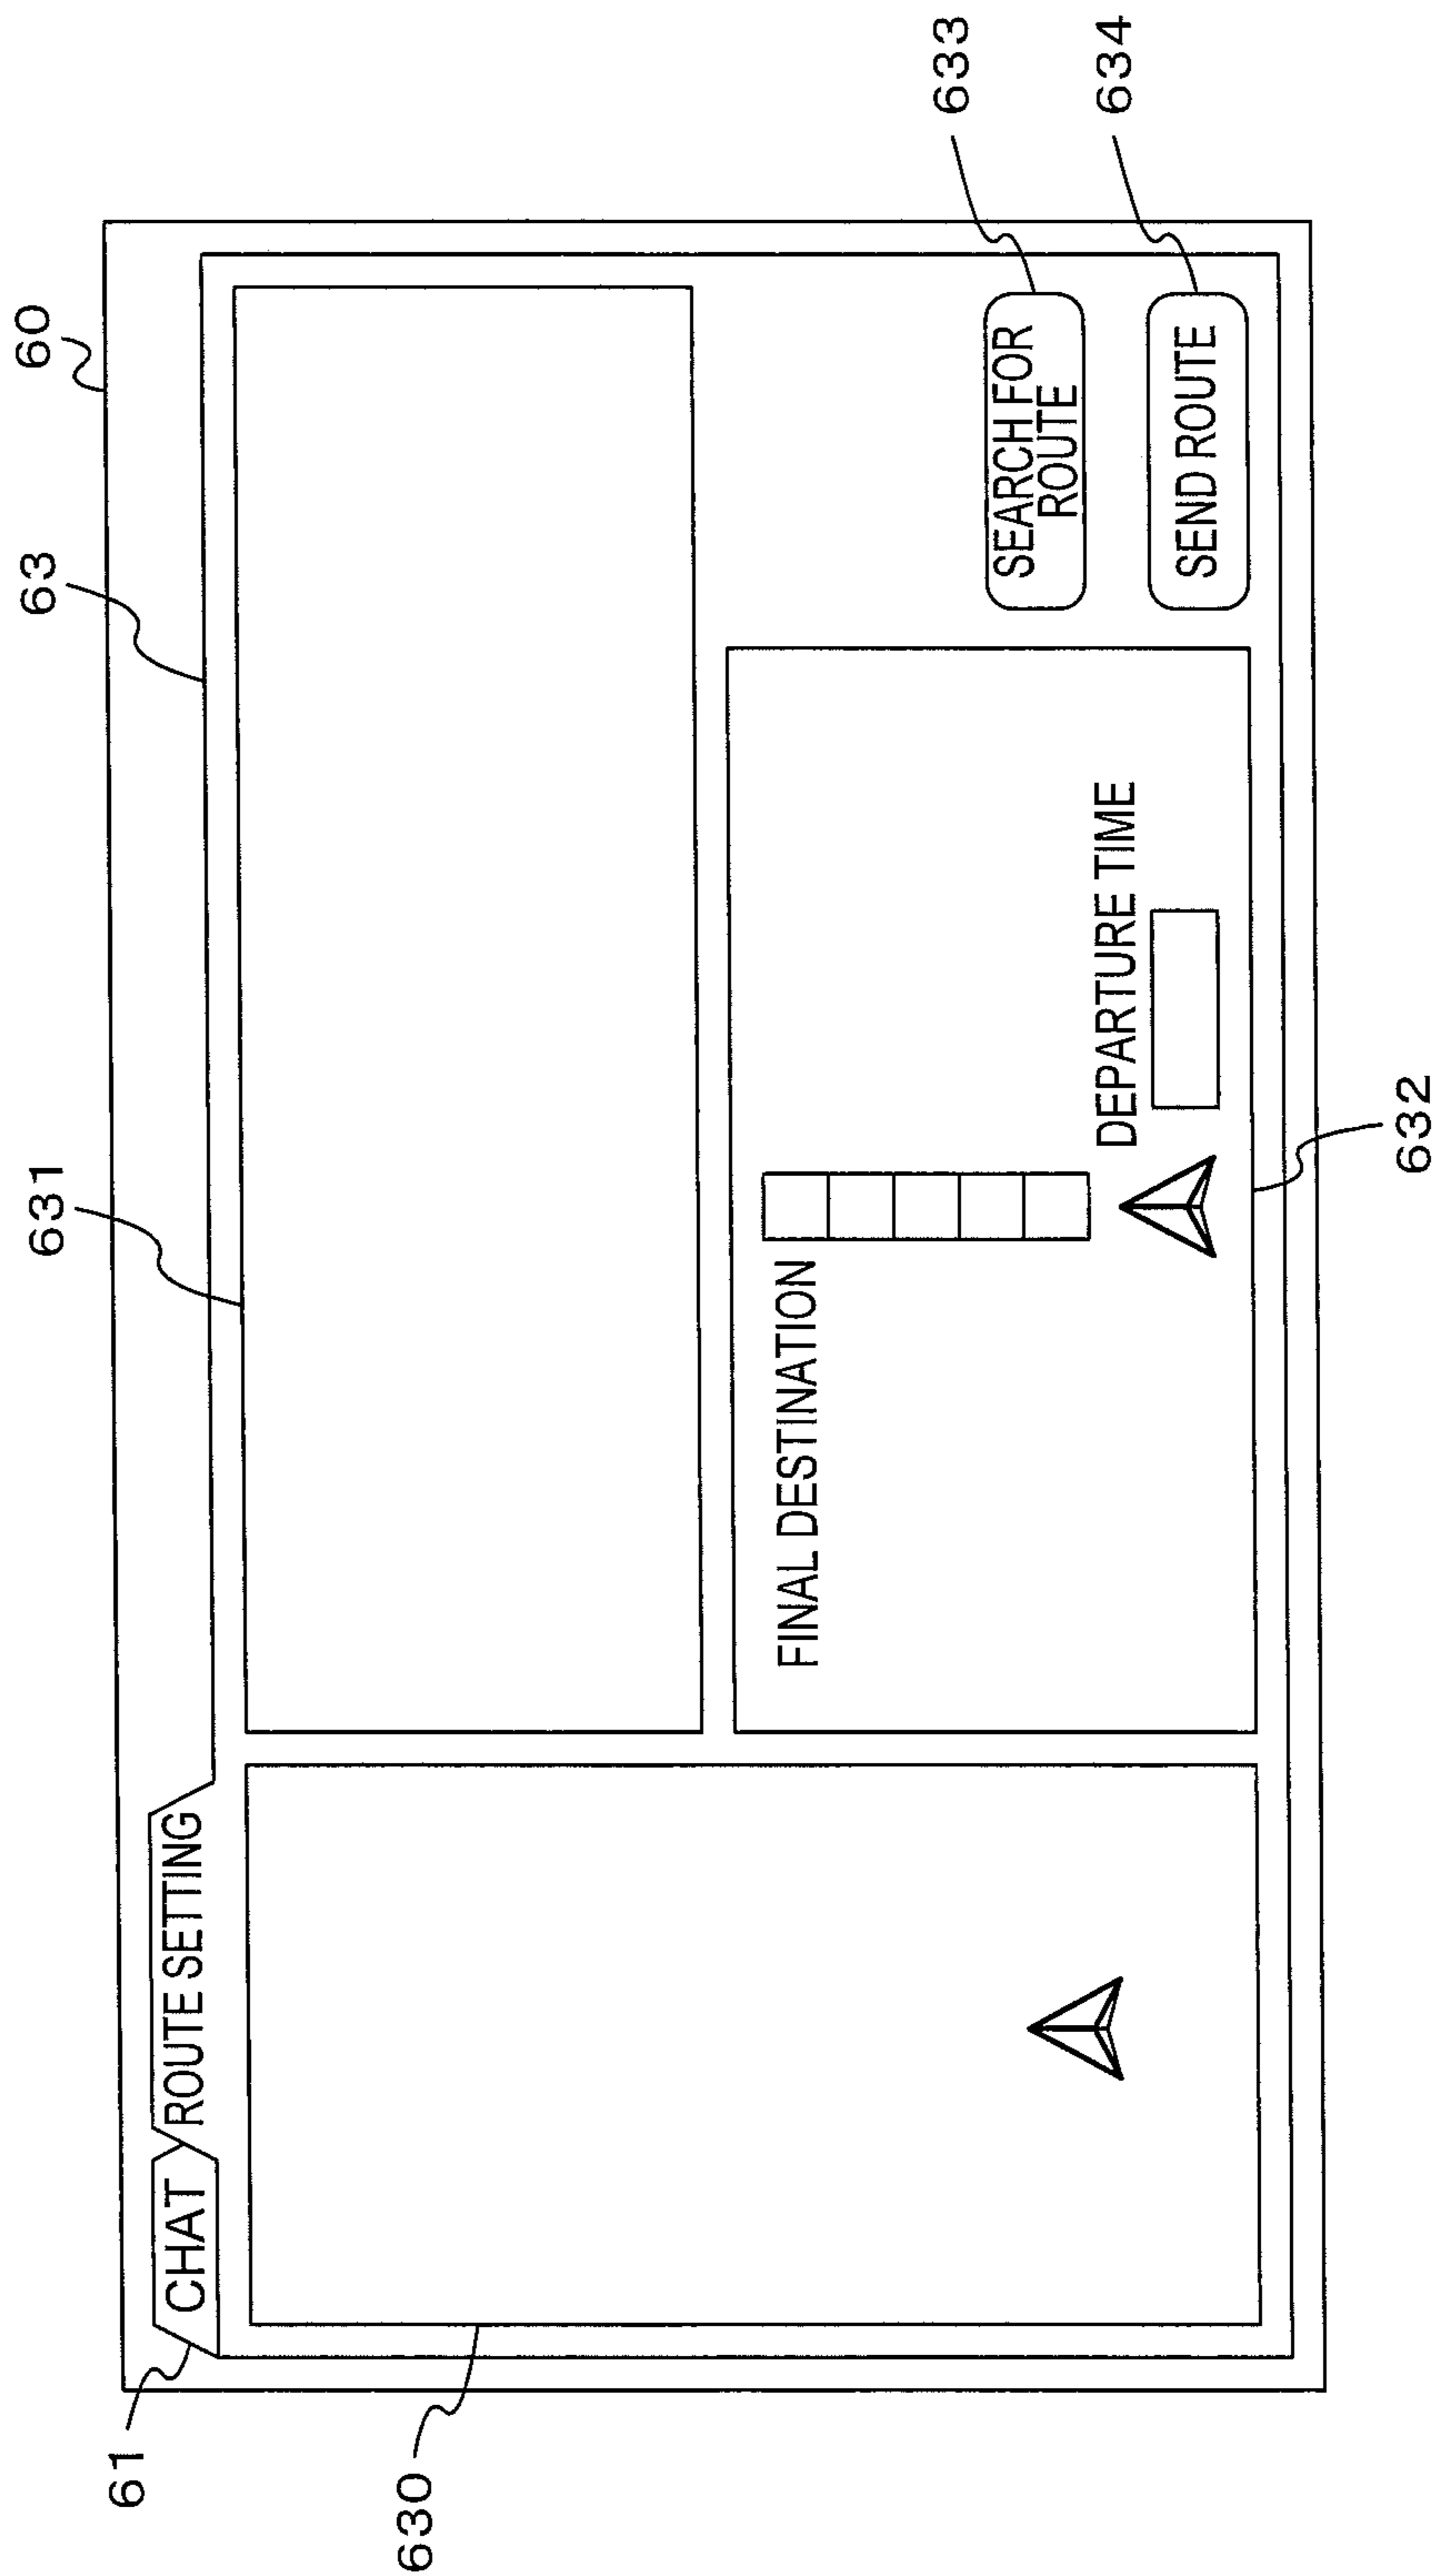 60
63
631
61
CHAT
ROUTE SETTING
630
FINAL DESTINATION
DEPARTURE TIME
SEARCH FOR
ROUTE
633
SEND ROUTE
634
632